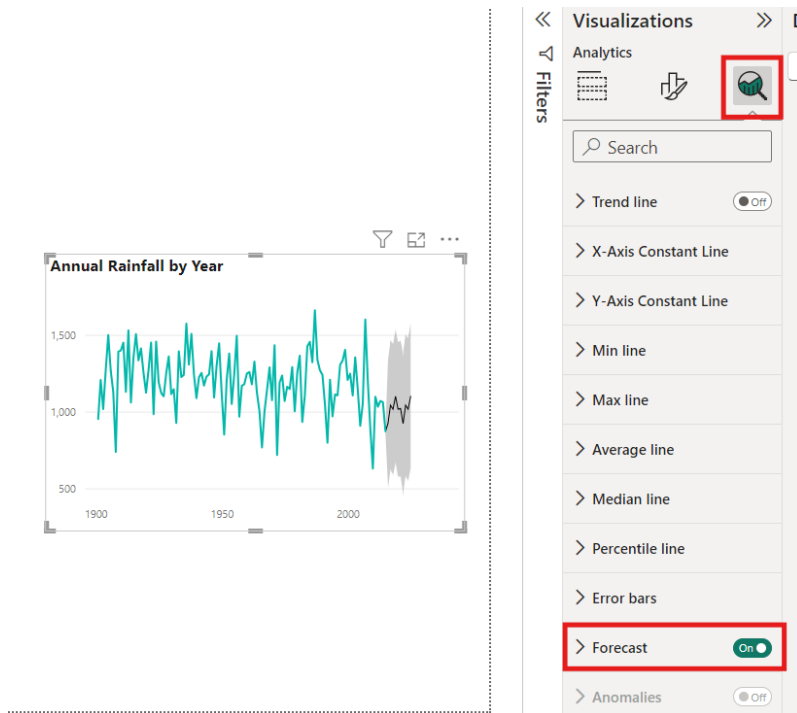 Visualizations
D
Analytics
Filters
Search
Trend line
Off
X-Axis Constant Line
Y-Axis Constant Line
Min line
Max line
Average line
Median line
Percentile line
Error bars
Forecast
On
Anomalies
Off
Annual Rainfall by Year
1,500
1,000
500
1900 1950 2000